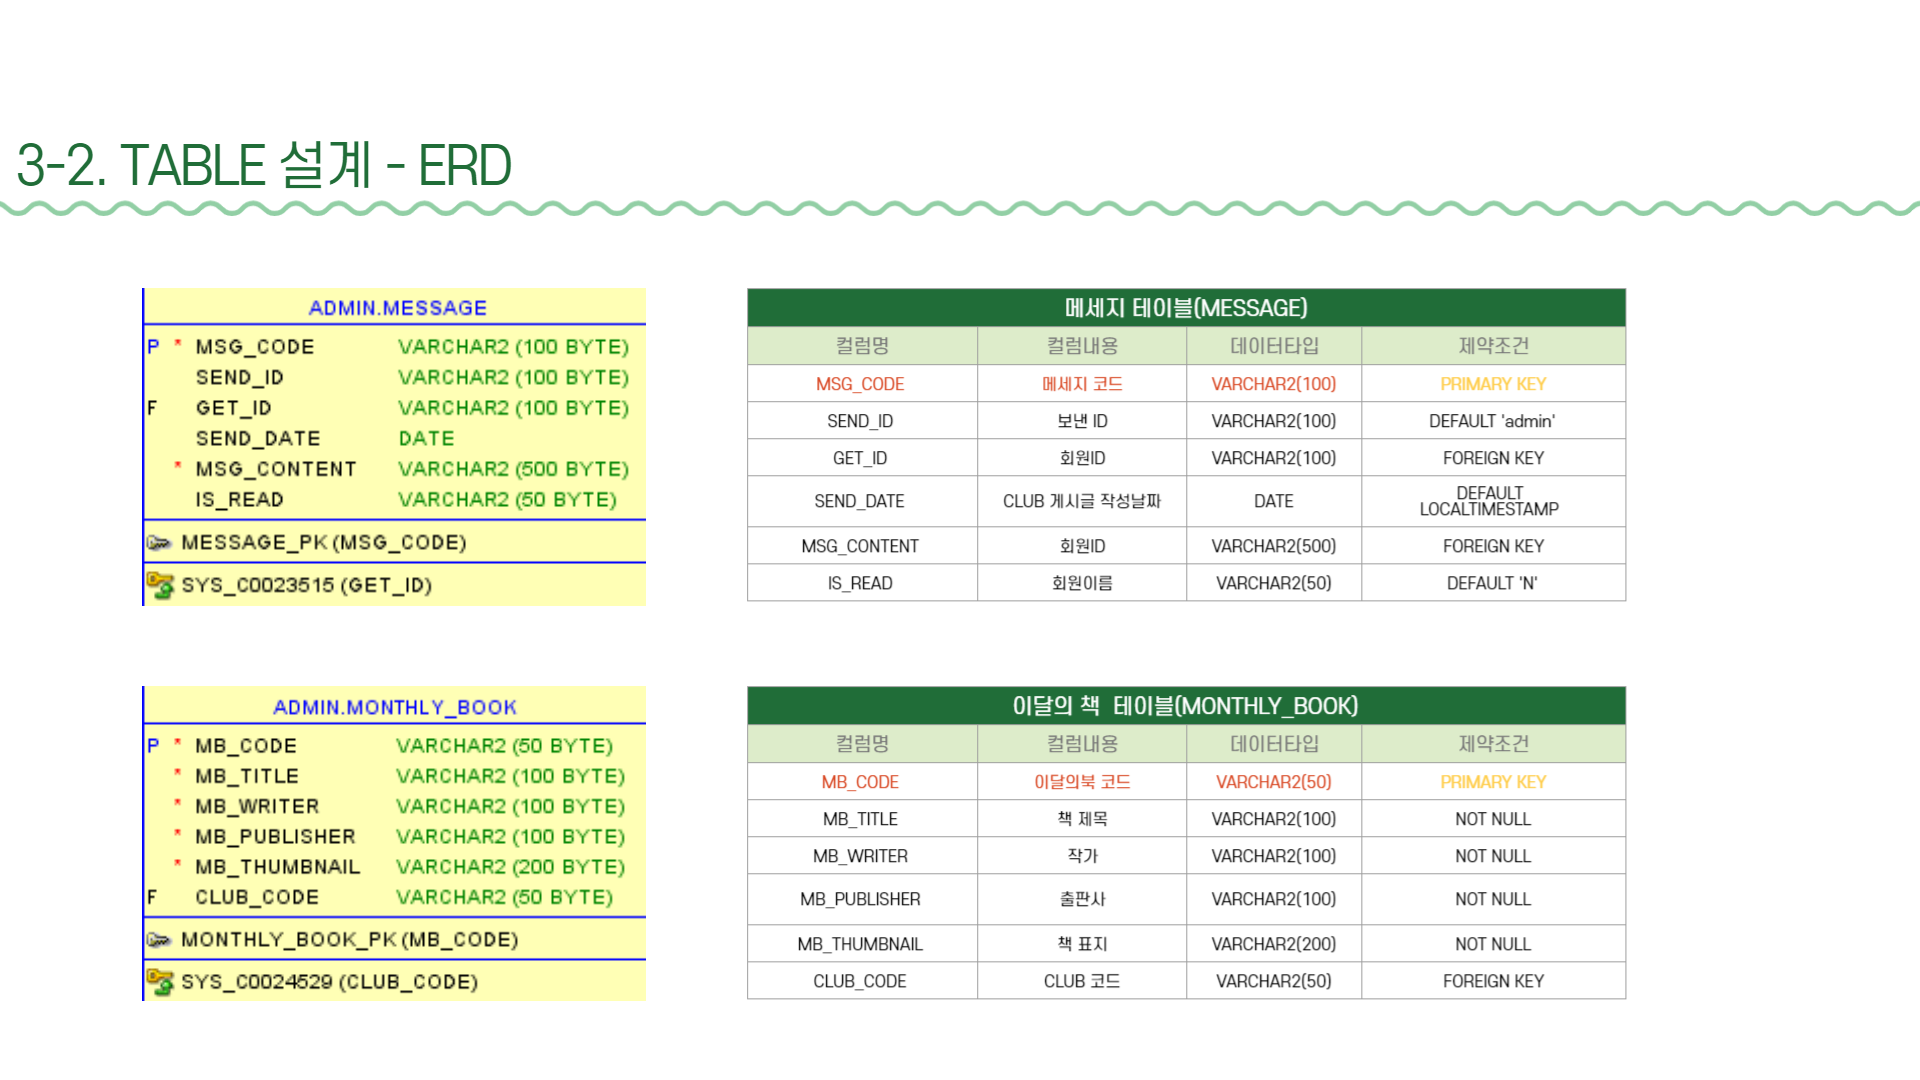 3-2. TABLE 설계 - ERD
ADMIN.MESSAGE
P * MSG_CODE VARCHAR2 (100 BYTE)
SEND_ID VARCHAR2 (100 BYTE)
F GET_ID VARCHAR2 (100 BYTE)
SEND_DATE DATE
* MSG_CONTENT VARCHAR2 (500 BYTE)
IS_READ VARCHAR2 (50 BYTE)
MESSAGE_PK (MSG_CODE)
SYS_C0023515 (GET_ID)
메세지 테이블(MESSAGE)
컬럼명 컬럼내용 데이터타입 제약조건
MSG_CODE 메세지 코드 VARCHAR2(100) PRIMARY KEY
SEND_ID 보낸 ID VARCHAR2(100) DEFAULT 'admin'
GET_ID 회원ID VARCHAR2(100) FOREIGN KEY
SEND_DATE CLUB 게시글 작성날짜 DATE DEFAULT
LOCALTIMESTAMP
MSG_CONTENT 회원ID VARCHAR2(500) FOREIGN KEY
IS_READ 회원이름 VARCHAR2(50) DEFAULT 'N'
ADMIN.MONTHLY_BOOK
P * MB_CODE VARCHAR2 (50 BYTE)
* MB_TITLE VARCHAR2 (100 BYTE)
* MB_WRITER VARCHAR2 (100 BYTE)
* MB_PUBLISHER VARCHAR2 (100 BYTE)
* MB_THUMBNAIL VARCHAR2 (200 BYTE)
F CLUB_CODE VARCHAR2 (50 BYTE)
MONTHLY_BOOK_PK (MB_CODE)
SYS_C0024529 (CLUB_CODE)
이달의 책 테이블(MONTHLY_BOOK)
컬럼명 컬럼내용 데이터타입 제약조건
MB_CODE 이달의북 코드 VARCHAR2(50) PRIMARY KEY
MB_TITLE 책 제목 VARCHAR2(100) NOT NULL
MB_WRITER 작가 VARCHAR2(100) NOT NULL
MB_PUBLISHER 출판사 VARCHAR2(100) NOT NULL
MB_THUMBNAIL 책 표지 VARCHAR2(200) NOT NULL
CLUB_CODE CLUB 코드 VARCHAR2(50) FOREIGN KEY